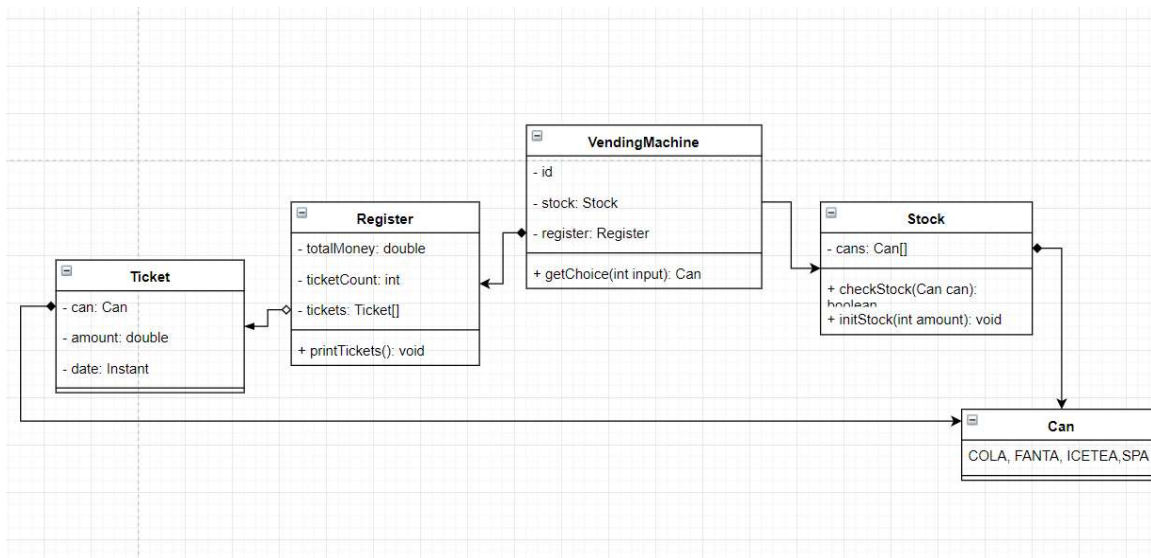 VendingMachine
- id
- stock: Stock
- register: Register
+ getChoice(int input): Can
Register
- totalMoney: double
- ticketCount: int
- tickets: Ticket[]
+ printTickets(): void
Stock
- cans: Can[]
+ checkStock(Can can):
boolean
+ initStock(int amount): void
Ticket
- can: Can
- amount: double
- date: Instant
Can
COLA, FANTA, ICETEA,SPA